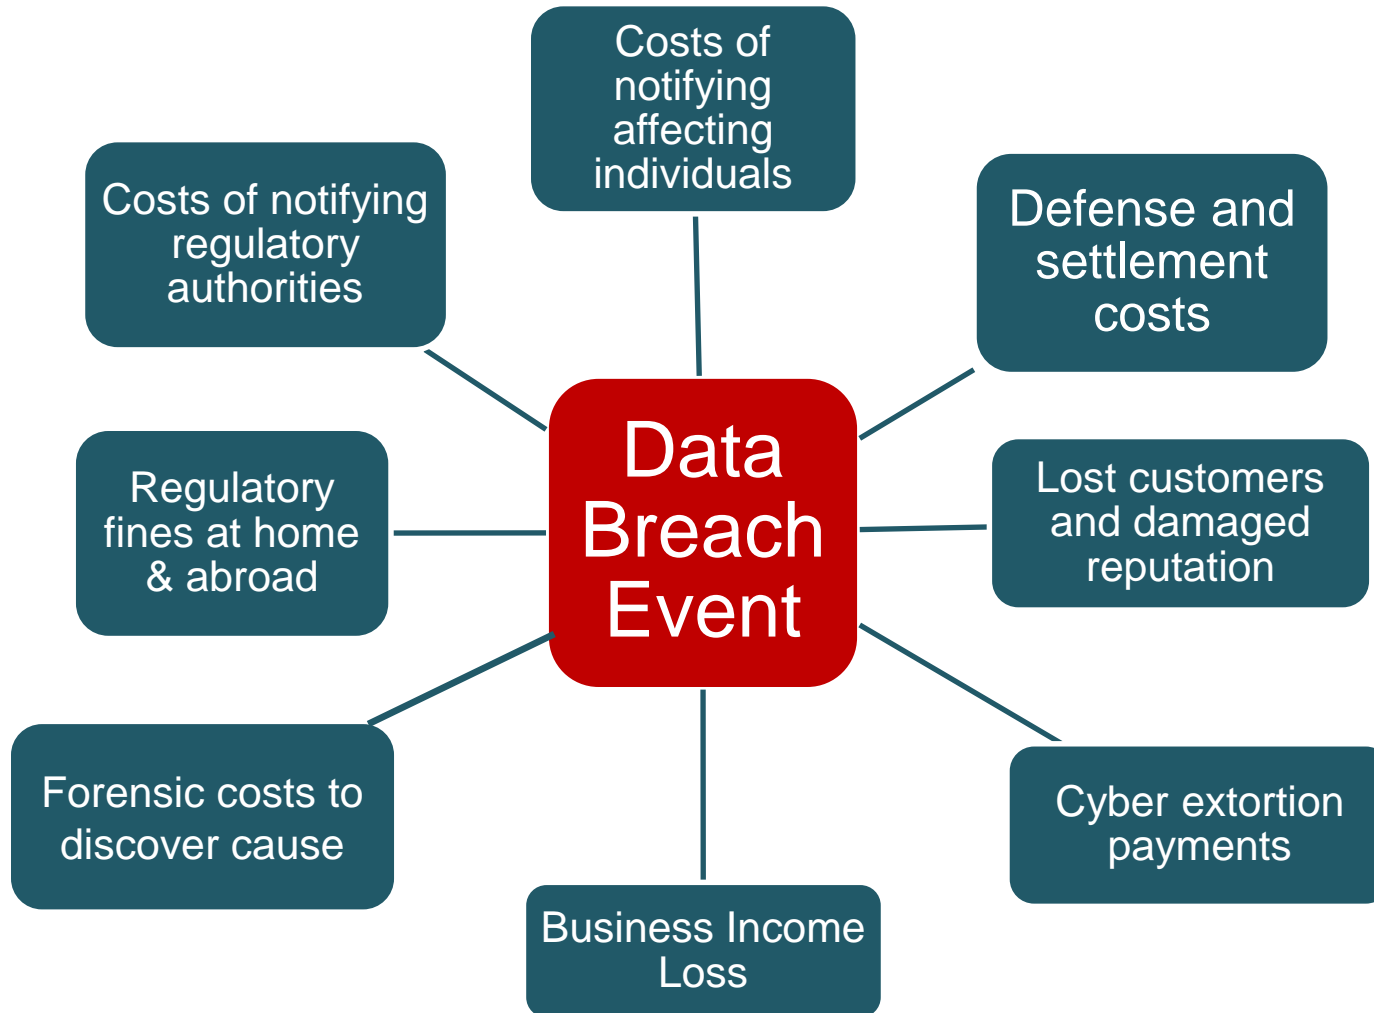 Costs of
notifying
affecting
individuals
Costs of notifying
regulatory
authorities
Defense and
settlement
costs
Data
Breach
Event
Regulatory
fines at home
& abroad
Lost customers
and damaged
reputation
Forensic costs to
discover cause
Cyber extortion
payments
Business Income
Loss